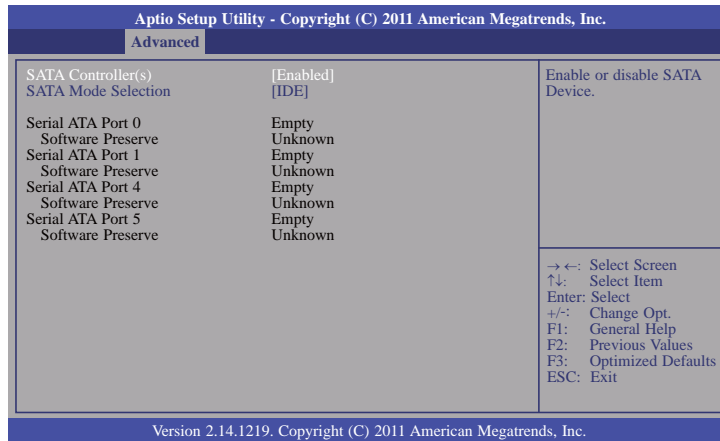 Aptio Setup Utility - Copyright (C) 2011 American Megatrends, Inc.
Advanced
SATA Controller(s) [Enabled]
SATA Mode Selection [IDE]
Serial ATA Port 0 Empty
Software Preserve Unknown
Serial ATA Port 1 Empty
Software Preserve Unknown
Serial ATA Port 4 Empty
Software Preserve Unknown
Serial ATA Port 5 Empty
Software Preserve Unknown
Enable or disable SATA
Device.
→←: Select Screen
↑↓: Select Item
Enter: Select
+/-: Change Opt.
F1: General Help
F2: Previous Values
F3: Optimized Defaults
ESC: Exit
Version 2.14.1219. Copyright (C) 2011 American Megatrends, Inc.